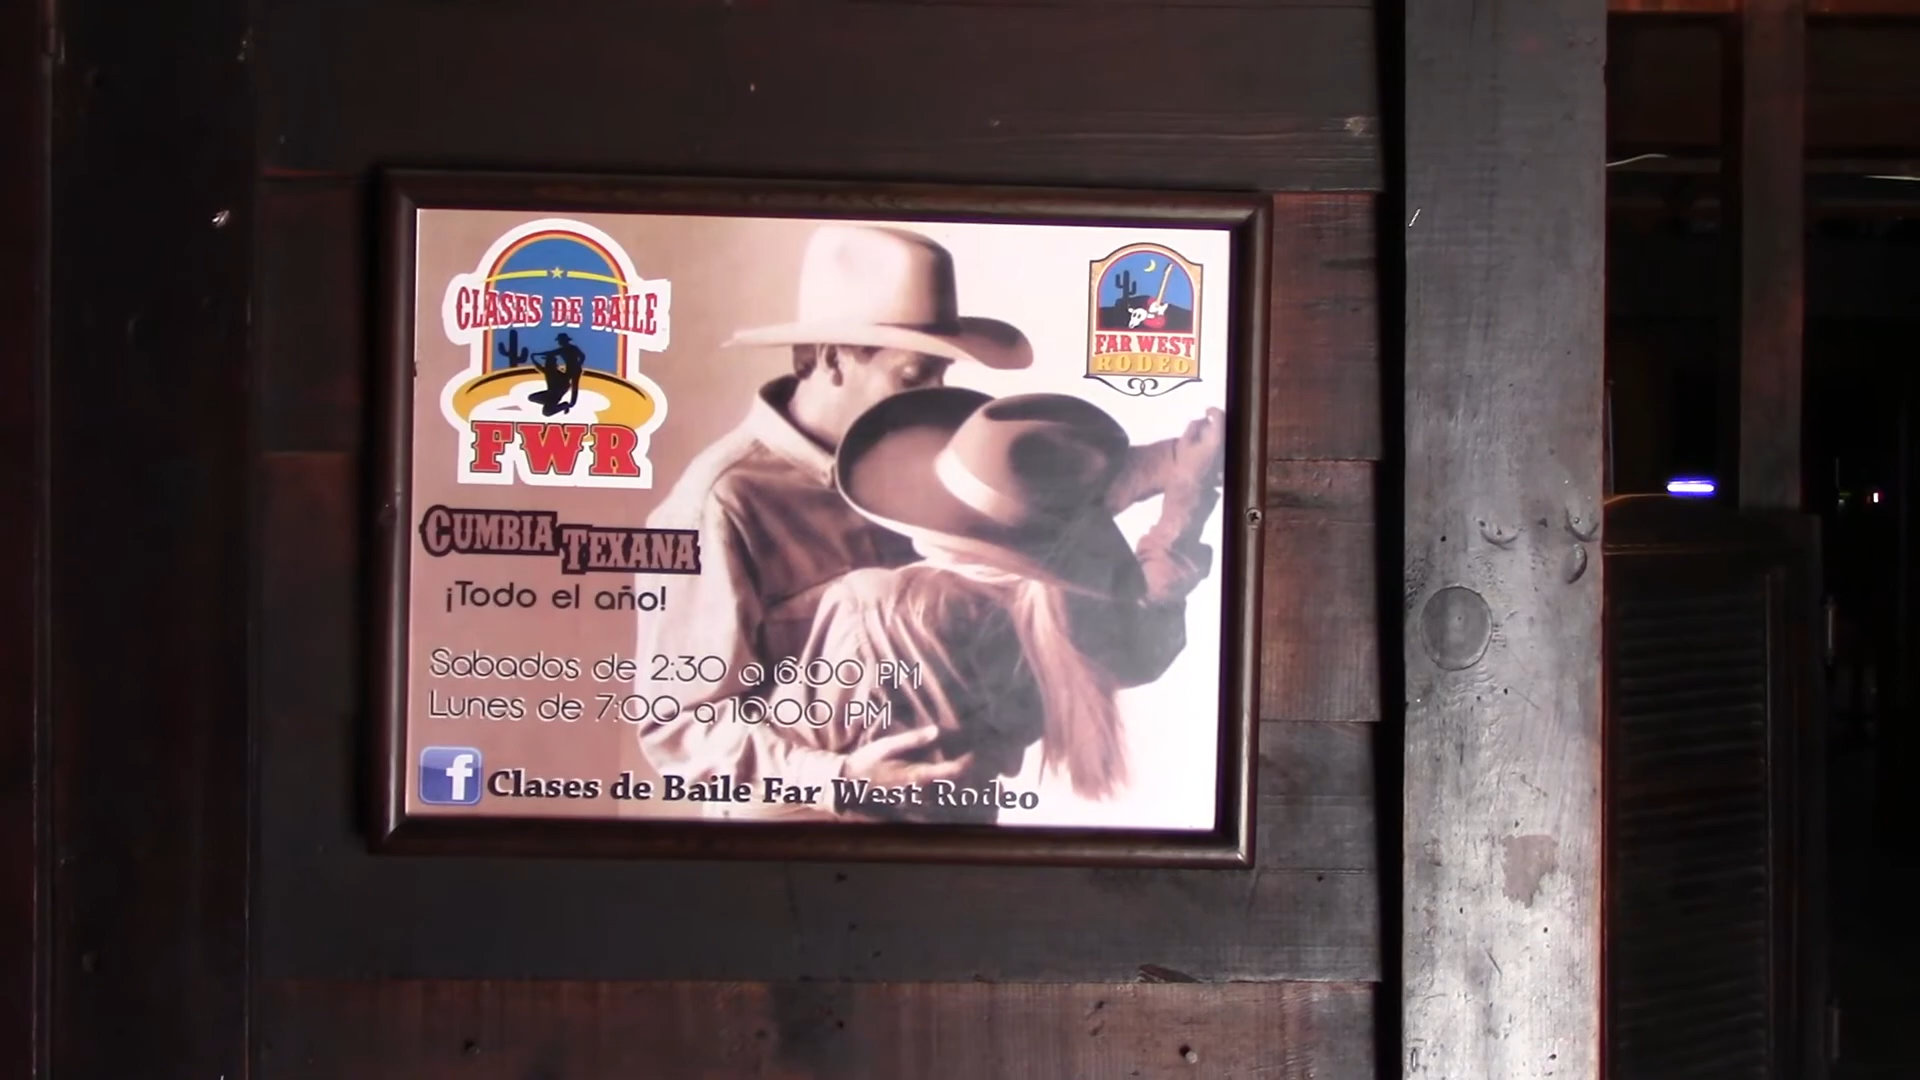 CLASES DE BAILE
FWR
FAR WEST
RODEO
CUMBIA TEXANA
¡Todo el año!
Sabados de 2:30 a 6:00 PM
Lunes de 7:00 a 10:00 PM
f Clases de Baile Far West Rodeo